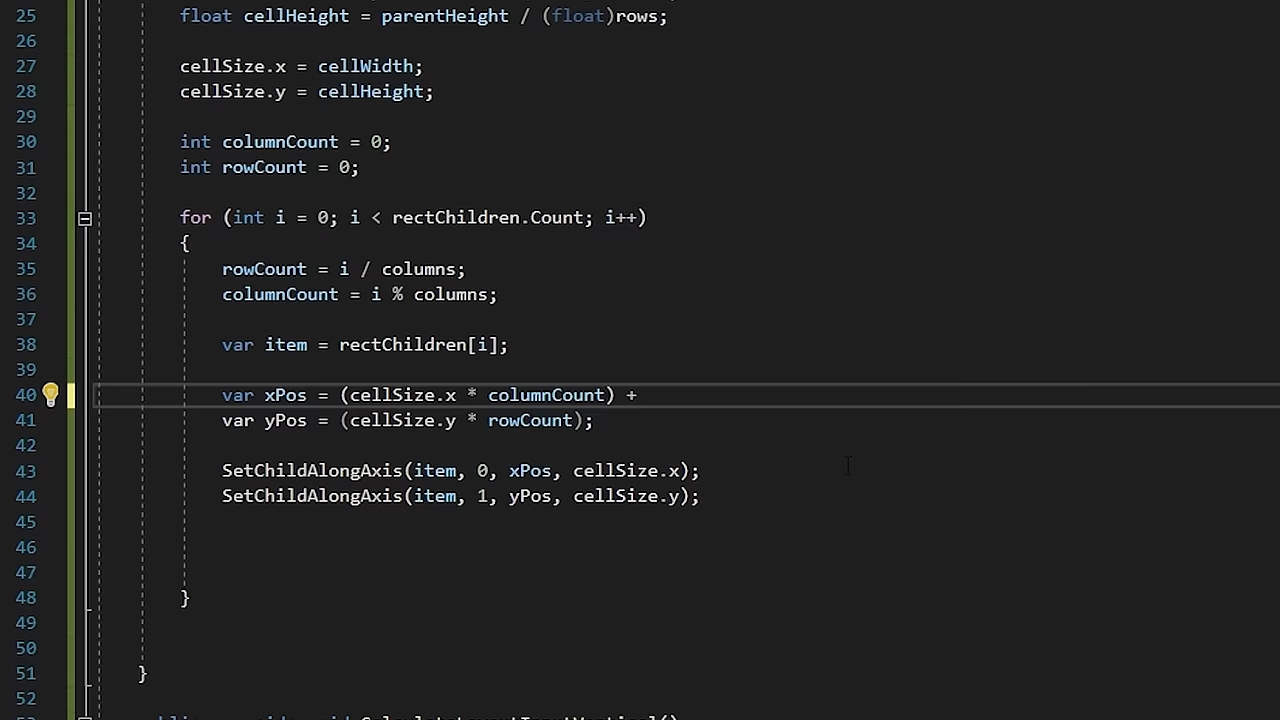 25 float cellHeight = parentHeight / (float)rows;
26
27 cellSize.x = cellWidth;
28 cellSize.y = cellHeight;
29
30 int columnCount = 0;
31 int rowCount = 0;
32
33 for (int i = 0; i < rectChildren.Count; i++)
34 {
35 rowCount = i / columns;
36 columnCount = i % columns;
37
38 var item = rectChildren[i];
39
40 var xPos = (cellSize.x * columnCount) +
41 var yPos = (cellSize.y * rowCount);
42
43 SetChildAlongAxis(item, 0, xPos, cellSize.x);
44 SetChildAlongAxis(item, 1, yPos, cellSize.y);
45
46
47
48 }
49
50
51 }
52